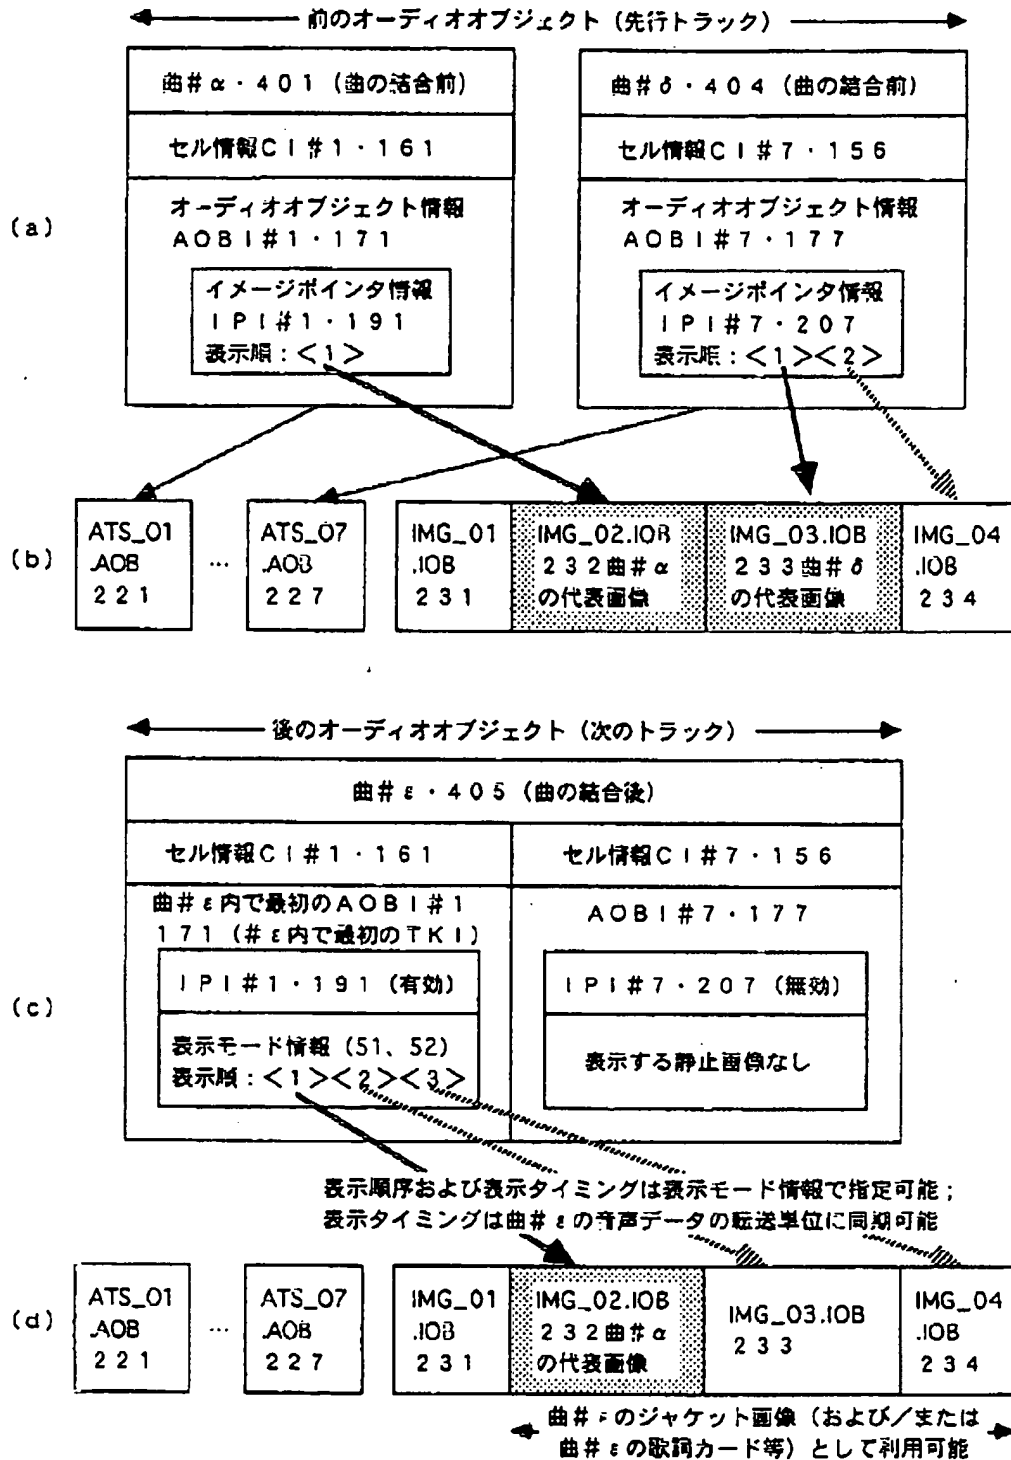 前のオーディオオブジェクト（先行トラック）
曲＃α・４０１（曲の結合前）
セル情報ＣＩ＃１・１６１
オーディオオブジェクト情報
ＡＯＢＩ＃１・１７１
イメージポインタ情報
ＩＰＩ＃１・１９１
表示順：＜１＞
曲＃δ・４０４（曲の結合前）
セル情報ＣＩ＃７・１５６
オーディオオブジェクト情報
ＡＯＢＩ＃７・１７７
イメージポインタ情報
ＩＰＩ＃７・２０７
表示順：＜１＞＜２＞
(a)
(b)
ATS_01
.AOB
２２１
…
ATS_07
.AOB
２２７
IMG_01
.IOB
２３１
IMG_02.IOB
２３２曲＃α
の代表画像
IMG_03.IOB
２３３曲＃δ
の代表画像
IMG_04
.IOB
２３４
後のオーディオオブジェクト（次のトラック）
曲＃ε・４０５（曲の結合後）
セル情報ＣＩ＃１・１６１
曲＃ε内で最初のＡＯＢＩ＃１
１７１（＃ε内で最初のＴＫＩ）
ＩＰＩ＃１・１９１（有効）
表示モード情報（５１、５２）
表示順：＜１＞＜２＞＜３＞
セル情報ＣＩ＃７・１５６
ＡＯＢＩ＃７・１７７
ＩＰＩ＃７・２０７（無効）
表示する静止画像なし
(c)
表示順序および表示タイミングは表示モード情報で指定可能；
表示タイミングは曲＃εの音声データの転送単位に同期可能
(d)
ATS_01
.AOB
２２１
…
ATS_07
.AOB
２２７
IMG_01
.IOB
２３１
IMG_02.IOB
２３２曲＃α
の代表画像
IMG_03.IOB
２３３
IMG_04
.IOB
２３４
曲＃εのジャケット画像（および／または
曲＃εの歌詞カード等）として利用可能